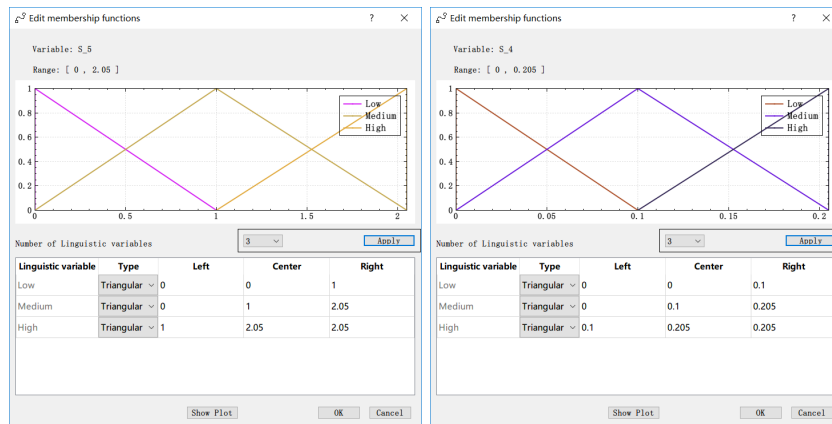 Edit membership functions ? ×
Variable: S_5
Range: [ 0 , 2.05 ]
1
0.8
0.6
0.4
0.2
0
0 0.5 1 1.5 2
Low
Medium
High
Number of Linguistic variables 3 Apply
Linguistic variable Type Left Center Right
Low Triangular 0 0 1
Medium Triangular 0 1 2.05
High Triangular 1 2.05 2.05
Show Plot OK Cancel
Edit membership functions ? ×
Variable: S_4
Range: [ 0 , 0.205 ]
1
0.8
0.6
0.4
0.2
0
0 0.05 0.1 0.15 0.2
Low
Medium
High
Number of Linguistic variables 3 Apply
Linguistic variable Type Left Center Right
Low Triangular 0 0 0.1
Medium Triangular 0 0.1 0.205
High Triangular 0.1 0.205 0.205
Show Plot OK Cancel